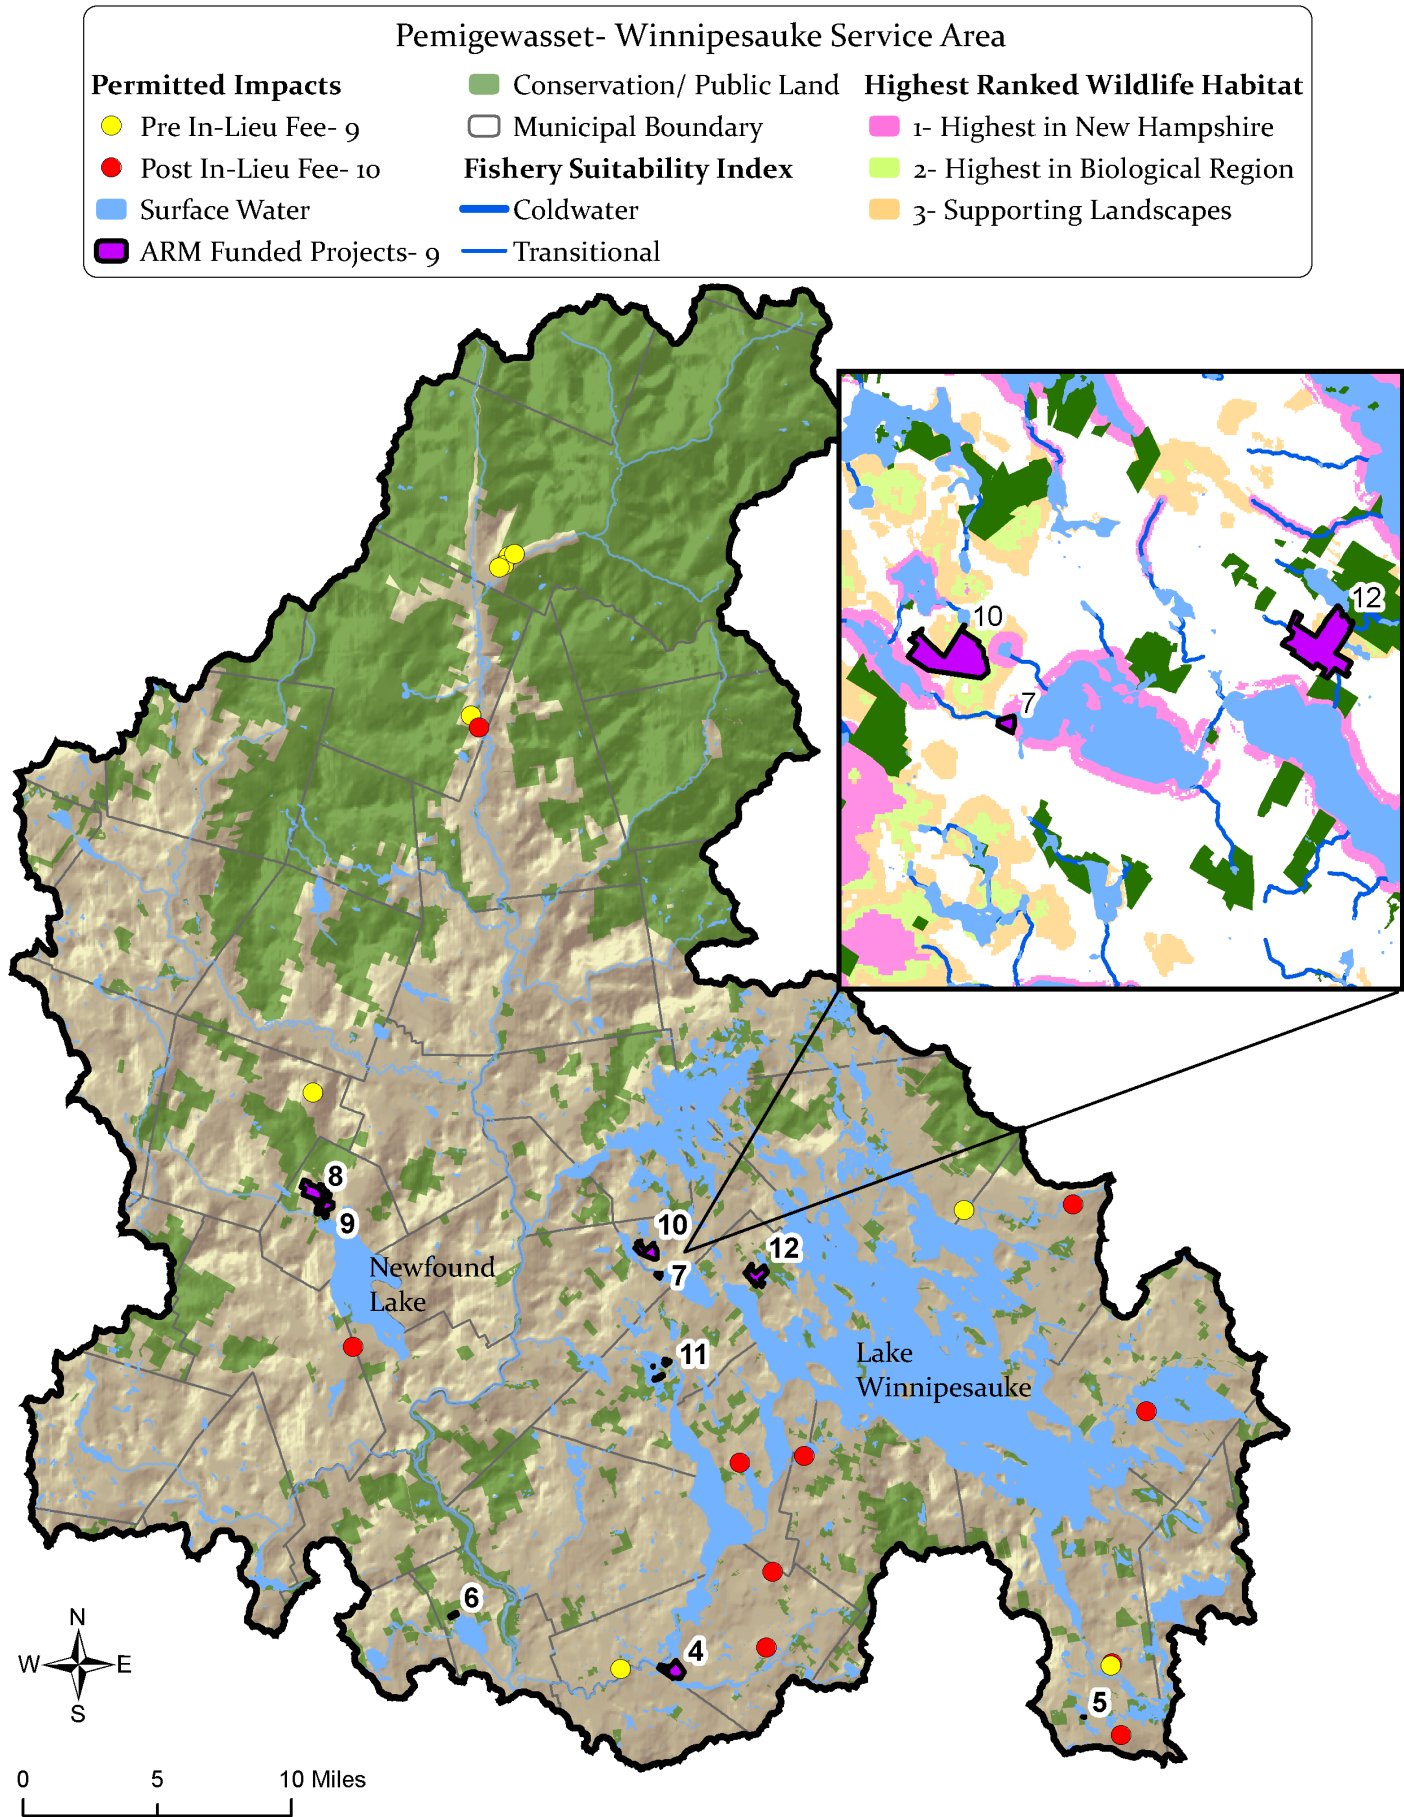 Pemigewasset- Winnipesauke Service Area
Permitted Impacts
Pre In-Lieu Fee- 9
Post In-Lieu Fee- 10
Surface Water
ARM Funded Projects- 9
Conservation/ Public Land
Municipal Boundary
Fishery Suitability Index
Coldwater
Transitional
Highest Ranked Wildlife Habitat
1- Highest in New Hampshire
2- Highest in Biological Region
3- Supporting Landscapes
12
10
7
8
9
10
12
7
Newfound
Lake
11
Lake
Winnipesauke
6
4
5
N
W E
S
0 5 10 Miles